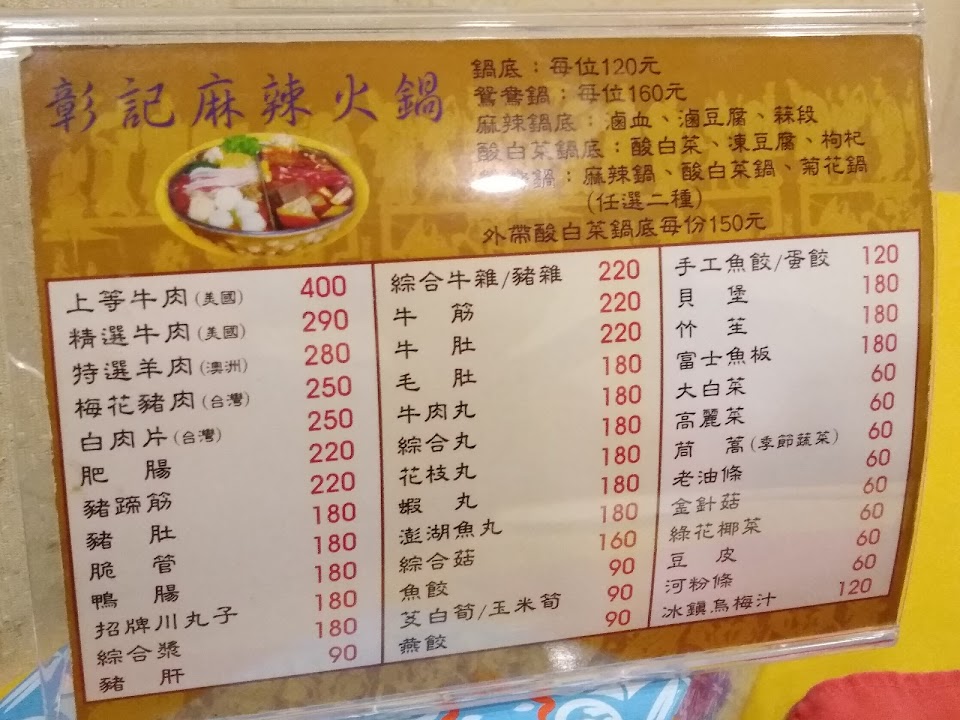 彰記麻辣火鍋
鍋底：每位120元
鴛鴦鍋：每位160元
麻辣鍋底：滷血、滷豆腐、蒜段
酸白菜鍋底：酸白菜、凍豆腐、枸杞
鍋：麻辣鍋、酸白菜鍋、菊花鍋
(任選二種)
外帶酸白菜鍋底每份150元
上等牛肉(美國) 400
精選牛肉(美國) 290
特選羊肉(澳洲) 280
梅花豬肉(台灣) 250
白肉片(台灣) 250
肥腸 220
豬蹄筋 220
豬肚 180
脆管 180
鴨腸 180
招牌川丸子 180
綜合漿 180
豬肝 90
綜合牛雜/豬雜 220
牛筋 220
牛肚 220
毛肚 180
牛肉丸 180
綜合丸 180
花枝丸 180
蝦丸 180
澎湖魚丸 180
綜合菇 160
魚餃 90
茭白筍/玉米筍 90
燕餃 90
手工魚餃/蛋餃 120
貝堡 180
竹笙 180
富士魚板 180
大白菜 60
高麗菜 60
茼蒿(季節蔬菜) 60
老油條 60
金針菇 60
綠花椰菜 60
豆皮 60
河粉條 60
冰鎮烏梅汁 120